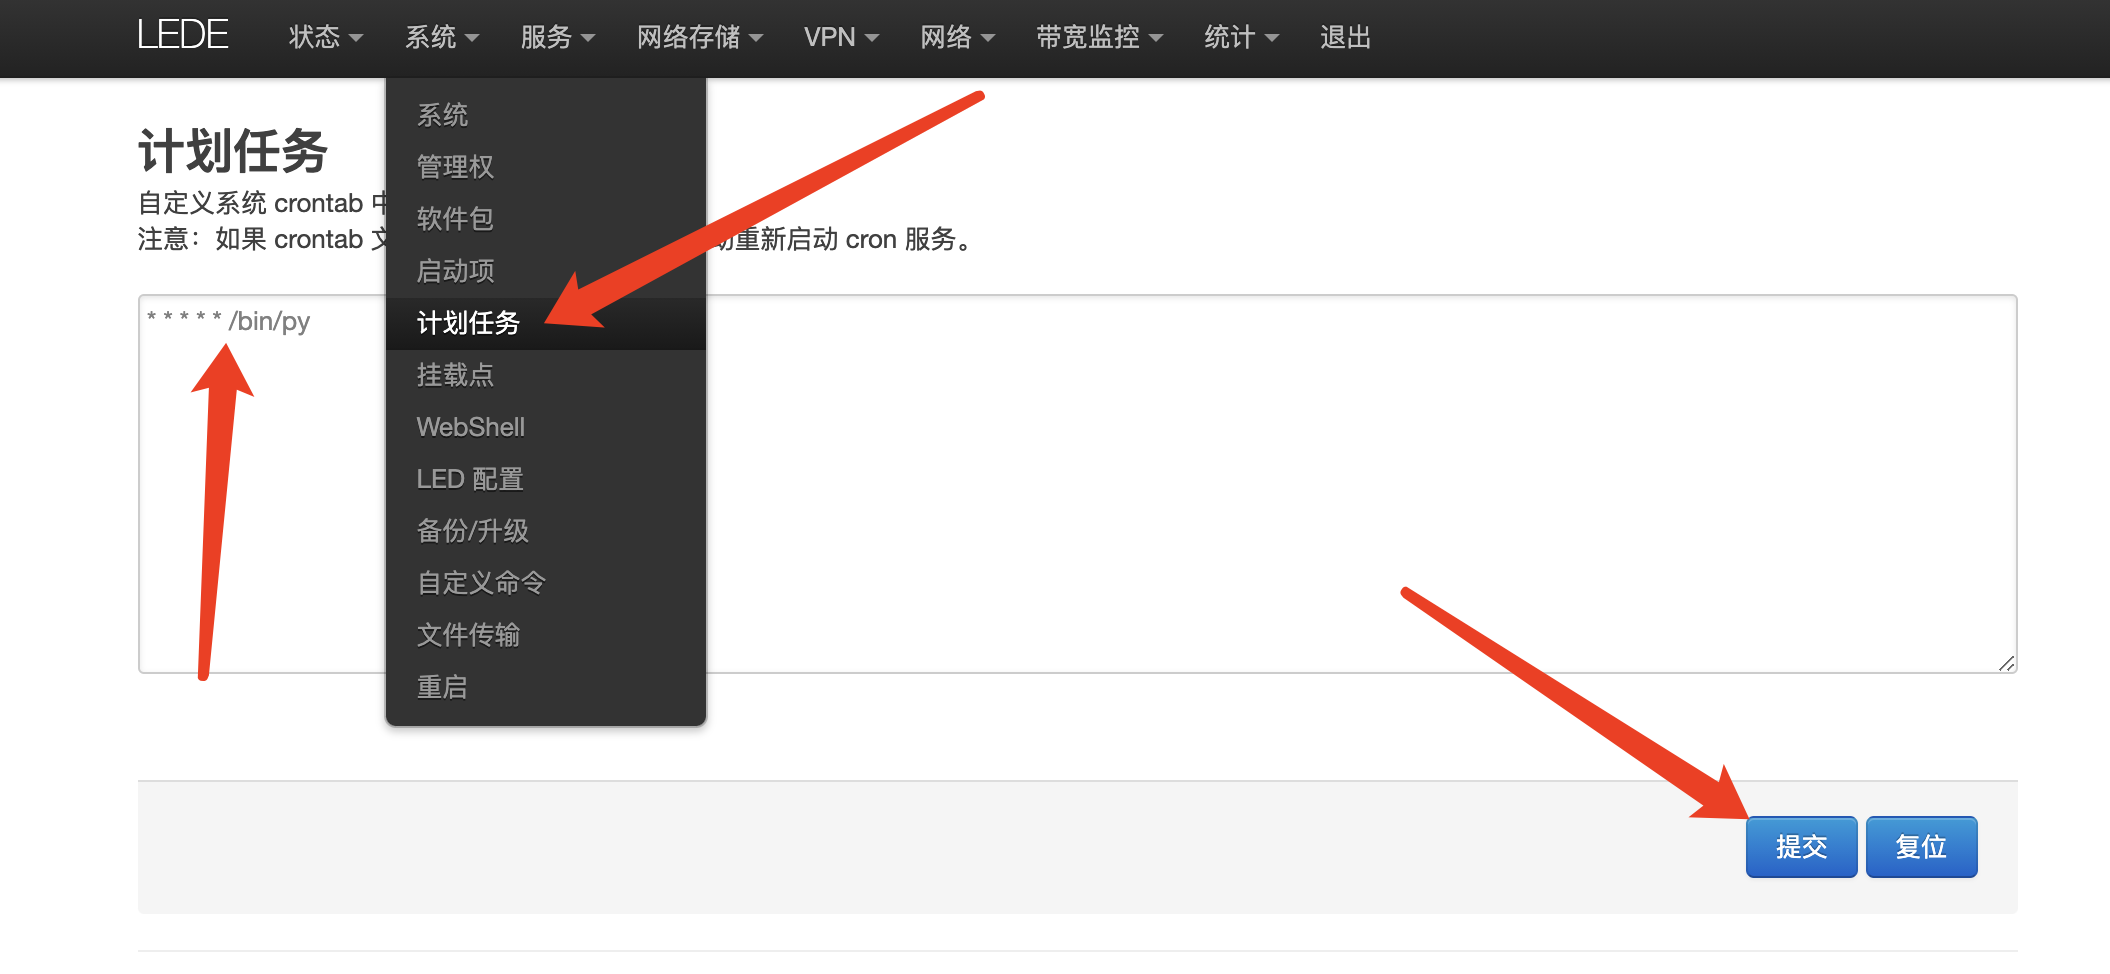 LEDE 状态 系统 服务 网络存储 VPN 网络 带宽监控 统计 退出
计划任务
自定义系统 crontab 中
注意：如果 crontab 文 动重新启动 cron 服务。
* * * * * /bin/py
系统
管理权
软件包
启动项
计划任务
挂载点
WebShell
LED 配置
备份/升级
自定义命令
文件传输
重启
提交 复位